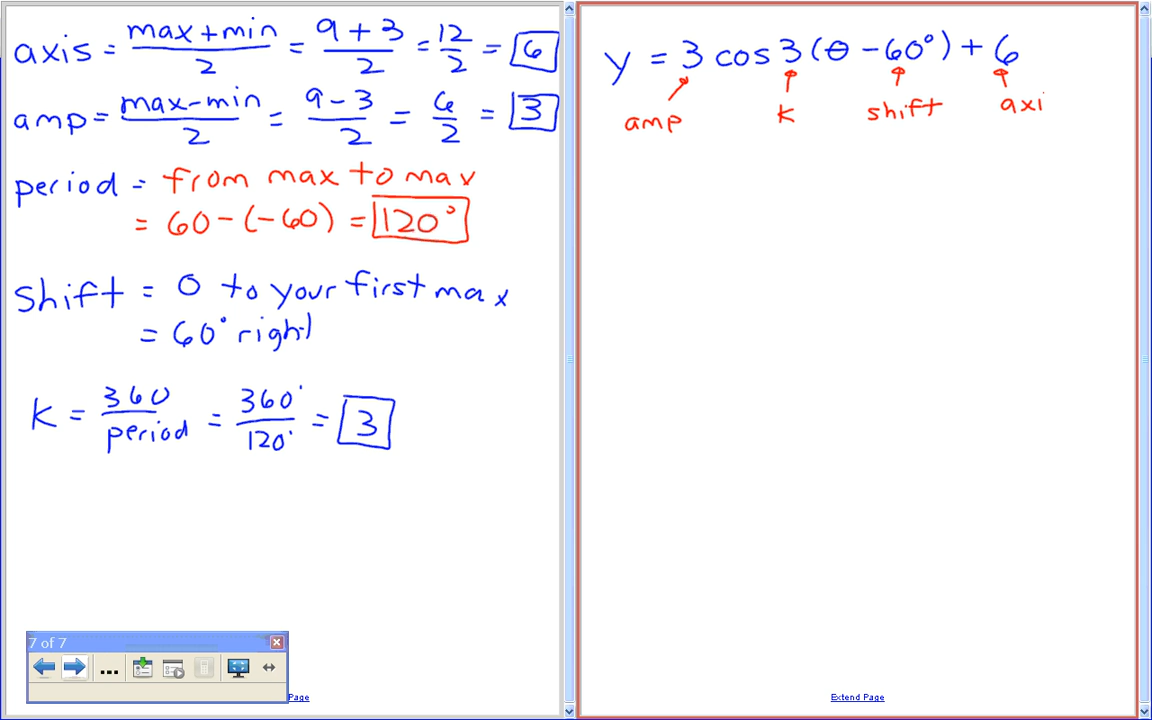 axis = max+min/2 = 9+3/2 = 12/2 = 6
amp = max-min/2 = 9-3/2 = 6/2 = 3
period = from max to max
= 60-(-60) = 120°
Shift = 0 to your first max
= 60° right
K = 360/period = 360°/120° = 3
y = 3 cos 3(θ - 60°) + 6
amp K shift axi
7 of 7
...
Page
Extend Page